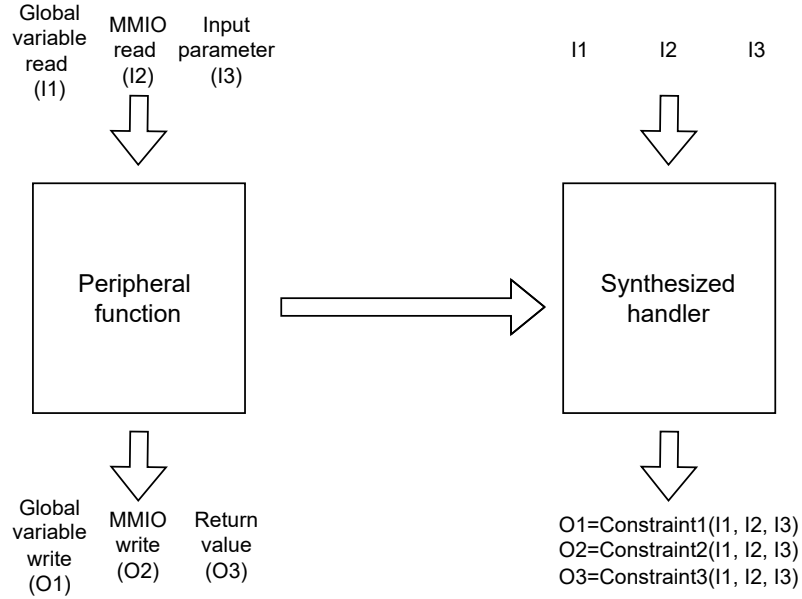 Global
variable
read
(I1)
MMIO
read
(I2)
Input
parameter
(I3)
I1
I2
I3
Peripheral
function
Synthesized
handler
Global
variable
write
(O1)
MMIO
write
(O2)
Return
value
(O3)
O1=Constraint1(I1, I2, I3)
O2=Constraint2(I1, I2, I3)
O3=Constraint3(I1, I2, I3)